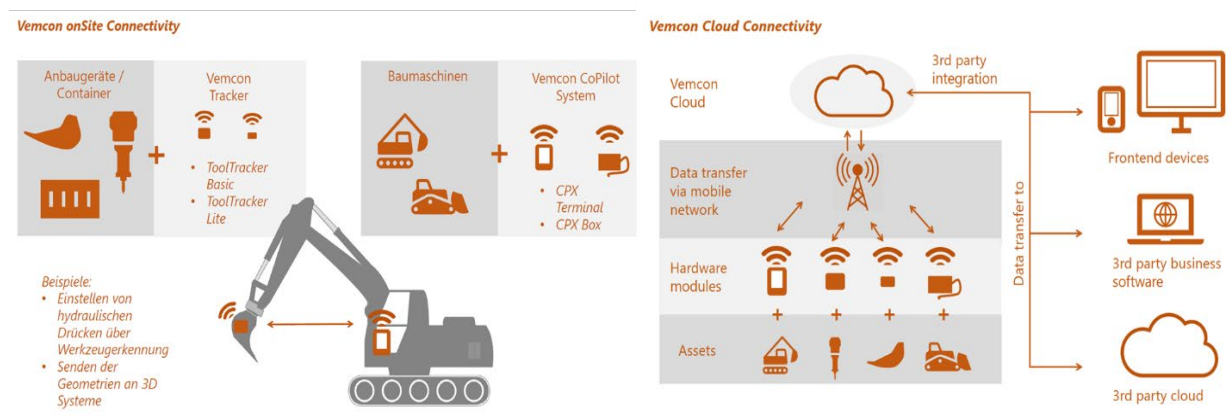 Vemcon onSite Connectivity
Anbaugeräte /
Container
Vemcon
Tracker
• ToolTracker
Basic
• ToolTracker
Lite
Baumaschinen
Vemcon CoPilot
System
• CPX
Terminal
• CPX Box
Beispiele:
• Einstellen von
hydraulischen
Drücken über
Werkzeugerkennung
• Senden der
Geometrien an 3D
Systeme
Vemcon Cloud Connectivity
Vemcon
Cloud
3rd party
integration
Data transfer
via mobile
network
Hardware
modules
Assets
Data transfer to
Frontend devices
3rd party business
software
3rd party cloud